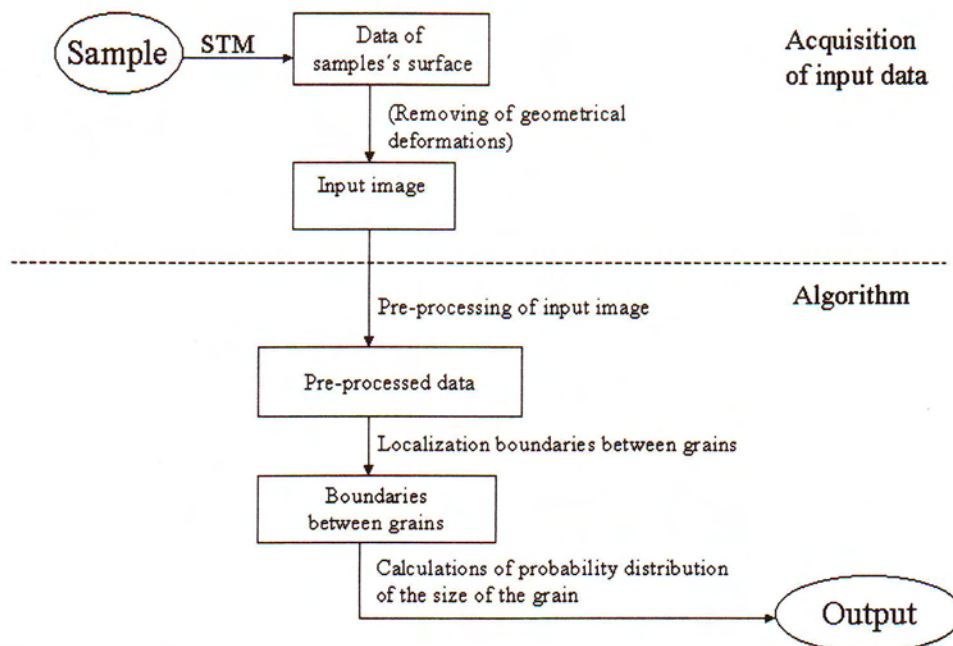 Sample
STM
Data of
samples´s surface
Acquisition
of input data
(Removing of geometrical
deformations)
Input image
Algorithm
Pre-processing of input image
Pre-processed data
Localization boundaries between grains
Boundaries
between grains
Calculations of probability distribution
of the size of the grain
Output